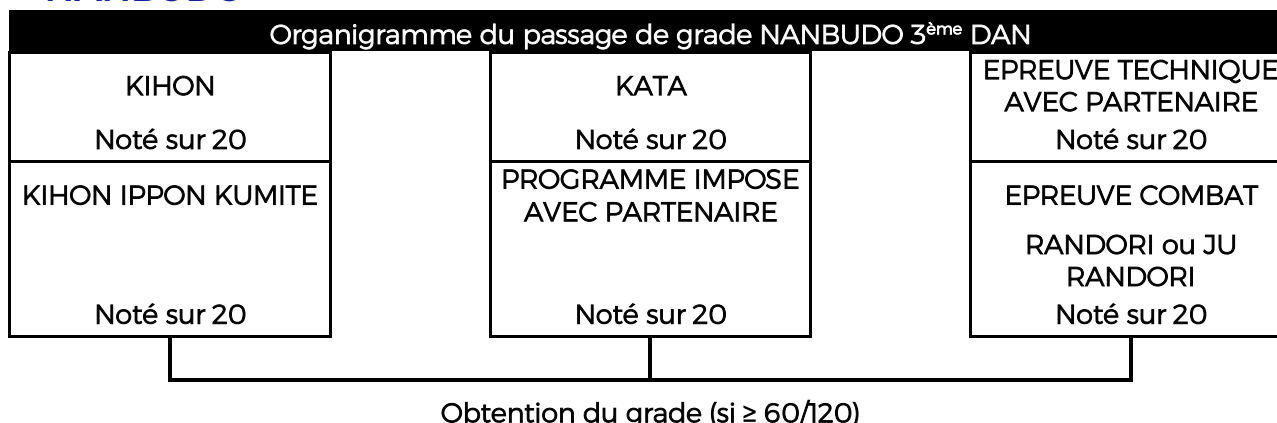 Organigramme du passage de grade NANBUDO 3ème DAN
KIHON
Noté sur 20
KATA
Noté sur 20
EPREUVE TECHNIQUE
AVEC PARTENAIRE
Noté sur 20
KIHON IPPON KUMITE
Noté sur 20
PROGRAMME IMPOSE
AVEC PARTENAIRE
Noté sur 20
EPREUVE COMBAT
RANDORI ou JU
RANDORI
Noté sur 20
Obtention du grade (si ≥ 60/120)